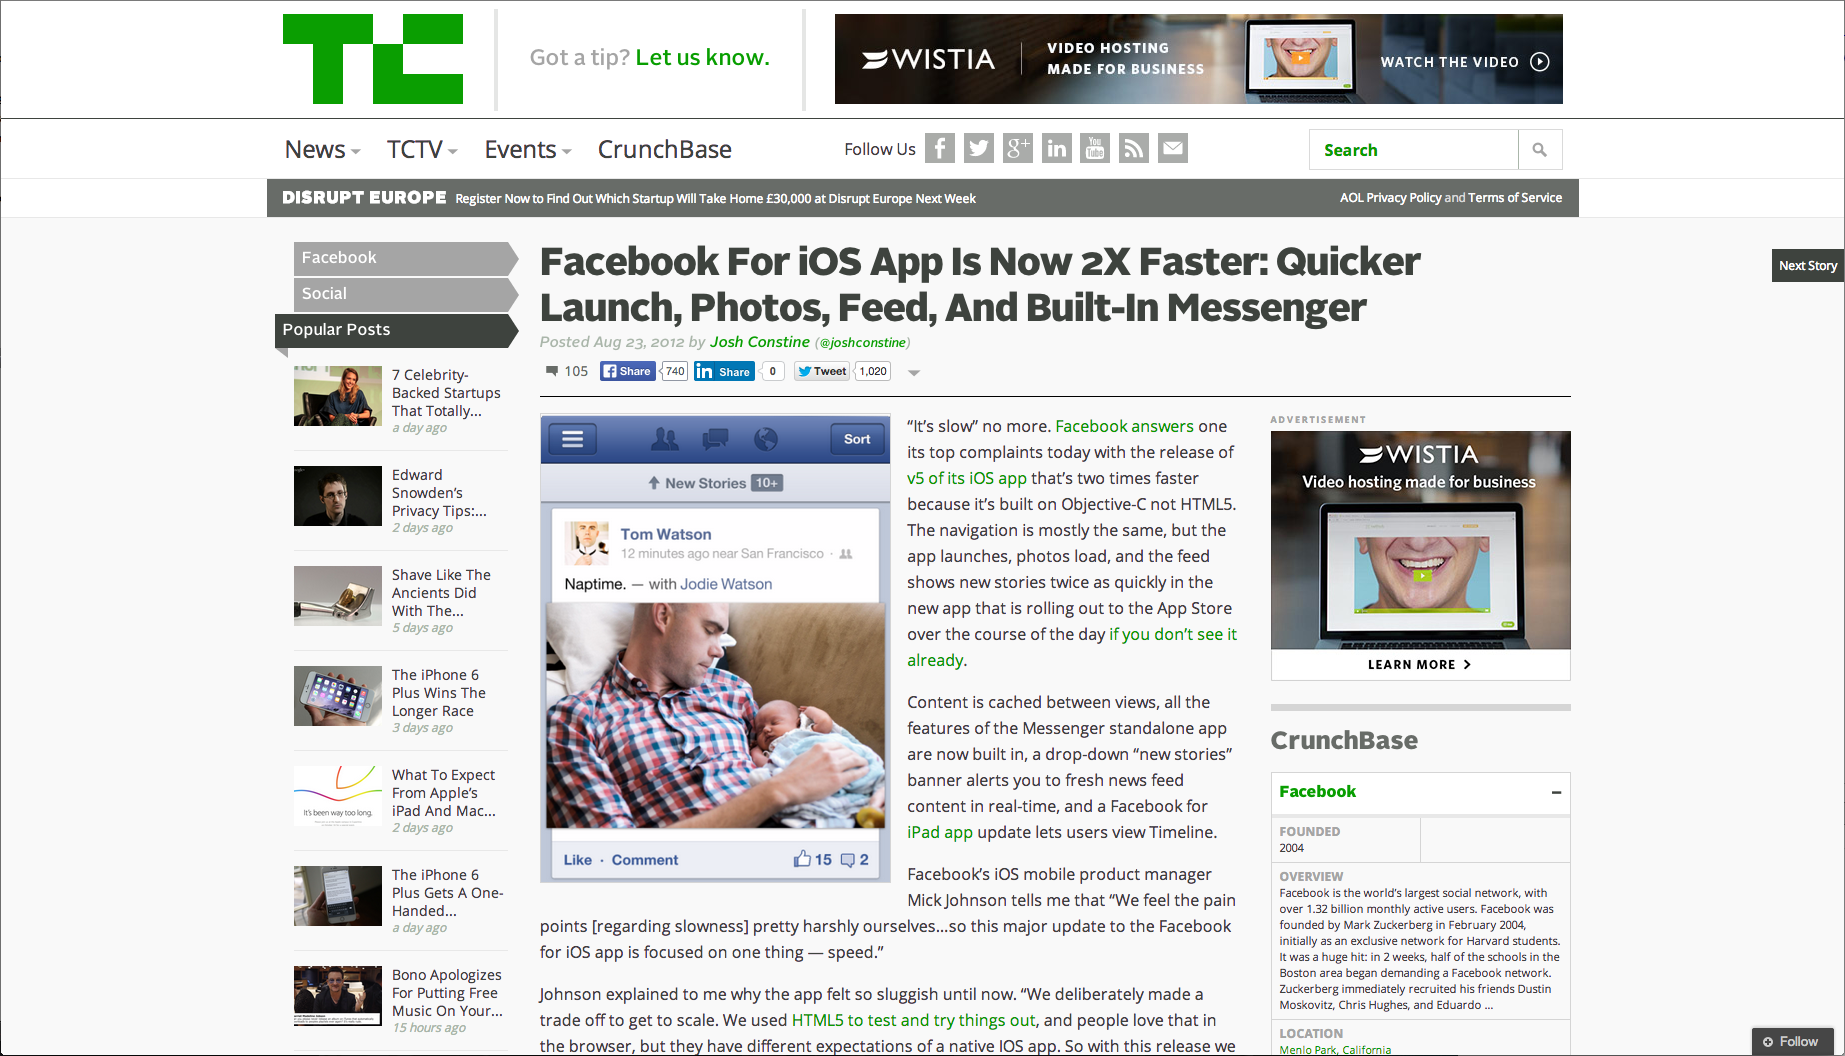 TC
Got a tip? Let us know.
WISTIA
VIDEO HOSTING
MADE FOR BUSINESS
WATCH THE VIDEO
News
TCTV
Events
CrunchBase
Follow Us
f
g+
in
You
Tube
Search
DISRUPT EUROPE Register Now to Find Out Which Startup Will Take Home £30,000 at Disrupt Europe Next Week
AOL Privacy Policy and Terms of Service
Next Story
Facebook
Social
Popular Posts
7 Celebrity-
Backed Startups
That Totally...
a day ago
Edward
Snowden's
Privacy Tips:...
2 days ago
Shave Like The
Ancients Did
With The...
5 days ago
The iPhone 6
Plus Wins The
Longer Race
3 days ago
It's been way too long.
What To Expect
From Apple's
iPad And Mac...
2 days ago
The iPhone 6
Plus Gets A One-
Handed...
a day ago
Bono Apologizes
For Putting Free
Music On Your...
15 hours ago
Facebook For iOS App Is Now 2X Faster: Quicker
Launch, Photos, Feed, And Built-In Messenger
Posted Aug 23, 2012 by Josh Constine (@joshconstine)
105
f Share 740
in Share 0
Tweet 1,020
Sort
New Stories 10+
Tom Watson
12 minutes ago near San Francisco ·
Naptime. — with Jodie Watson
Like · Comment
15
2
“It’s slow” no more. Facebook answers one
its top complaints today with the release of
v5 of its iOS app that’s two times faster
because it’s built on Objective-C not HTML5.
The navigation is mostly the same, but the
app launches, photos load, and the feed
shows new stories twice as quickly in the
new app that is rolling out to the App Store
over the course of the day if you don’t see it
already.
Content is cached between views, all the
features of the Messenger standalone app
are now built in, a drop-down “new stories”
banner alerts you to fresh news feed
content in real-time, and a Facebook for
iPad app update lets users view Timeline.
Facebook’s iOS mobile product manager
Mick Johnson tells me that “We feel the pain
points [regarding slowness] pretty harshly ourselves…so this major update to the Facebook
for iOS app is focused on one thing — speed.”
Johnson explained to me why the app felt so sluggish until now. “We deliberately made a
trade off to get to scale. We used HTML5 to test and try things out, and people love that in
the browser, but they have different expectations of a native IOS app. So with this release we
ADVERTISEMENT
WISTIA
Video hosting made for business
LEARN MORE
CrunchBase
Facebook
–
FOUNDED
2004
OVERVIEW
Facebook is the world's largest social network, with
over 1.32 billion monthly active users. Facebook was
founded by Mark Zuckerberg in February 2004,
initially as an exclusive network for Harvard students.
It was a huge hit: in 2 weeks, half of the schools in the
Boston area began demanding a Facebook network.
Zuckerberg immediately recruited his friends Dustin
Moskovitz, Chris Hughes, and Eduardo ...
LOCATION
Menlo Park, California
Follow